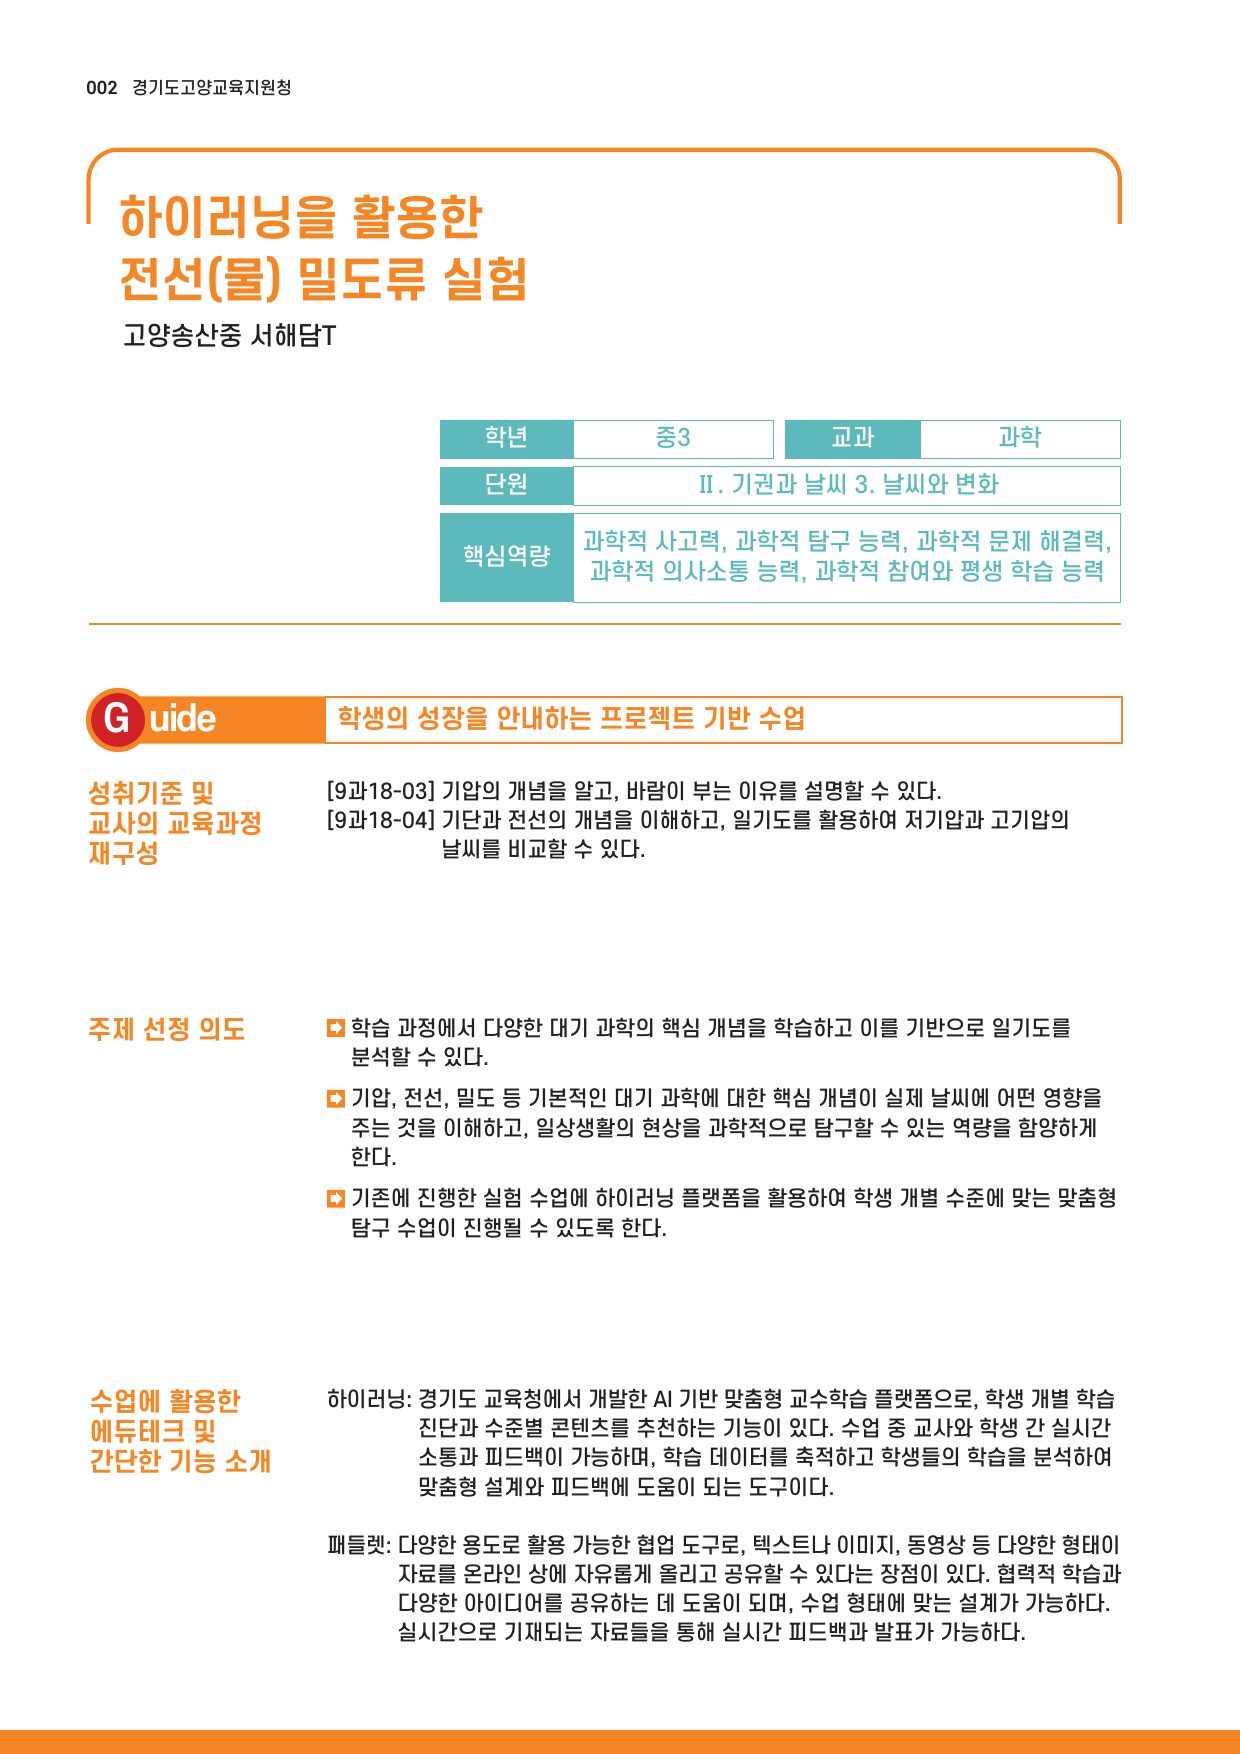 002 경기도고양교육지원청
하이러닝을 활용한
전선(물) 밀도류 실험
고양송산중 서해담T
학년 중3 교과 과학
단원 Ⅱ. 기권과 날씨 3. 날씨와 변화
핵심역량 과학적 사고력, 과학적 탐구 능력, 과학적 문제 해결력,
과학적 의사소통 능력, 과학적 참여와 평생 학습 능력
Guide 학생의 성장을 안내하는 프로젝트 기반 수업
성취기준 및
교사의 교육과정
재구성
[9과18-03] 기압의 개념을 알고, 바람이 부는 이유를 설명할 수 있다.
[9과18-04] 기단과 전선의 개념을 이해하고, 일기도를 활용하여 저기압과 고기압의
날씨를 비교할 수 있다.
주제 선정 의도
학습 과정에서 다양한 대기 과학의 핵심 개념을 학습하고 이를 기반으로 일기도를
분석할 수 있다.
기압, 전선, 밀도 등 기본적인 대기 과학에 대한 핵심 개념이 실제 날씨에 어떤 영향을
주는 것을 이해하고, 일상생활의 현상을 과학적으로 탐구할 수 있는 역량을 함양하게
한다.
기존에 진행한 실험 수업에 하이러닝 플랫폼을 활용하여 학생 개별 수준에 맞는 맞춤형
탐구 수업이 진행될 수 있도록 한다.
수업에 활용한
에듀테크 및
간단한 기능 소개
하이러닝: 경기도 교육청에서 개발한 AI 기반 맞춤형 교수학습 플랫폼으로, 학생 개별 학습
진단과 수준별 콘텐츠를 추천하는 기능이 있다. 수업 중 교사와 학생 간 실시간
소통과 피드백이 가능하며, 학습 데이터를 축적하고 학생들의 학습을 분석하여
맞춤형 설계와 피드백에 도움이 되는 도구이다.
패들렛: 다양한 용도로 활용 가능한 협업 도구로, 텍스트나 이미지, 동영상 등 다양한 형태이
자료를 온라인 상에 자유롭게 올리고 공유할 수 있다는 장점이 있다. 협력적 학습과
다양한 아이디어를 공유하는 데 도움이 되며, 수업 형태에 맞는 설계가 가능하다.
실시간으로 기재되는 자료들을 통해 실시간 피드백과 발표가 가능하다.